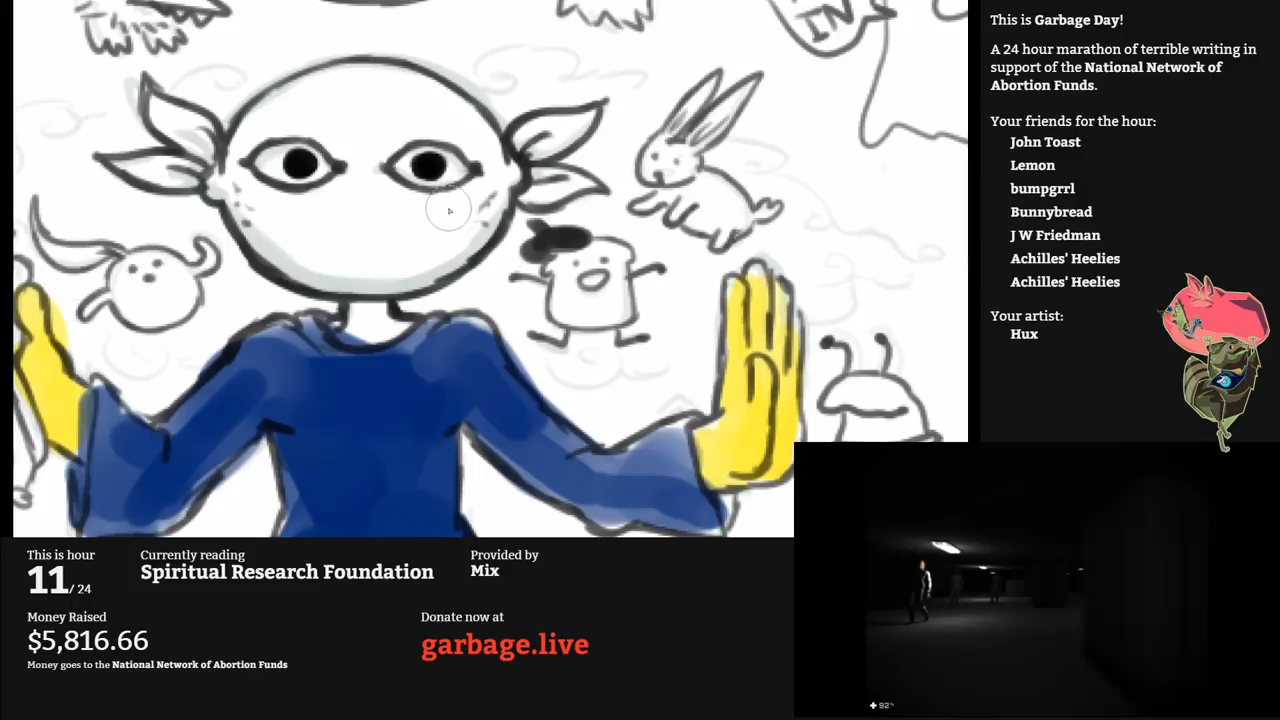 IN
This is Garbage Day!
A 24 hour marathon of terrible writing in
support of the National Network of
Abortion Funds.
Your friends for the hour:
John Toast
Lemon
bumpgrrl
Bunnybread
J W Friedman
Achilles' Heelies
Achilles' Heelies
Your artist:
Hux
This is hour
11 / 24
Currently reading
Spiritual Research Foundation
Provided by
Mix
Money Raised
$5,816.66
Money goes to the National Network of Abortion Funds
Donate now at
garbage.live
92%